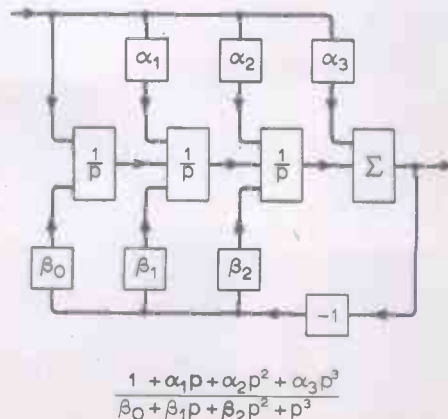 α₁ α₂ α₃
1/p 1/p 1/p Σ
β₀ β₁ β₂
-1
1 + α₁p + α₂p² + α₃p³
β₀ + β₁p + β₂p² + p³